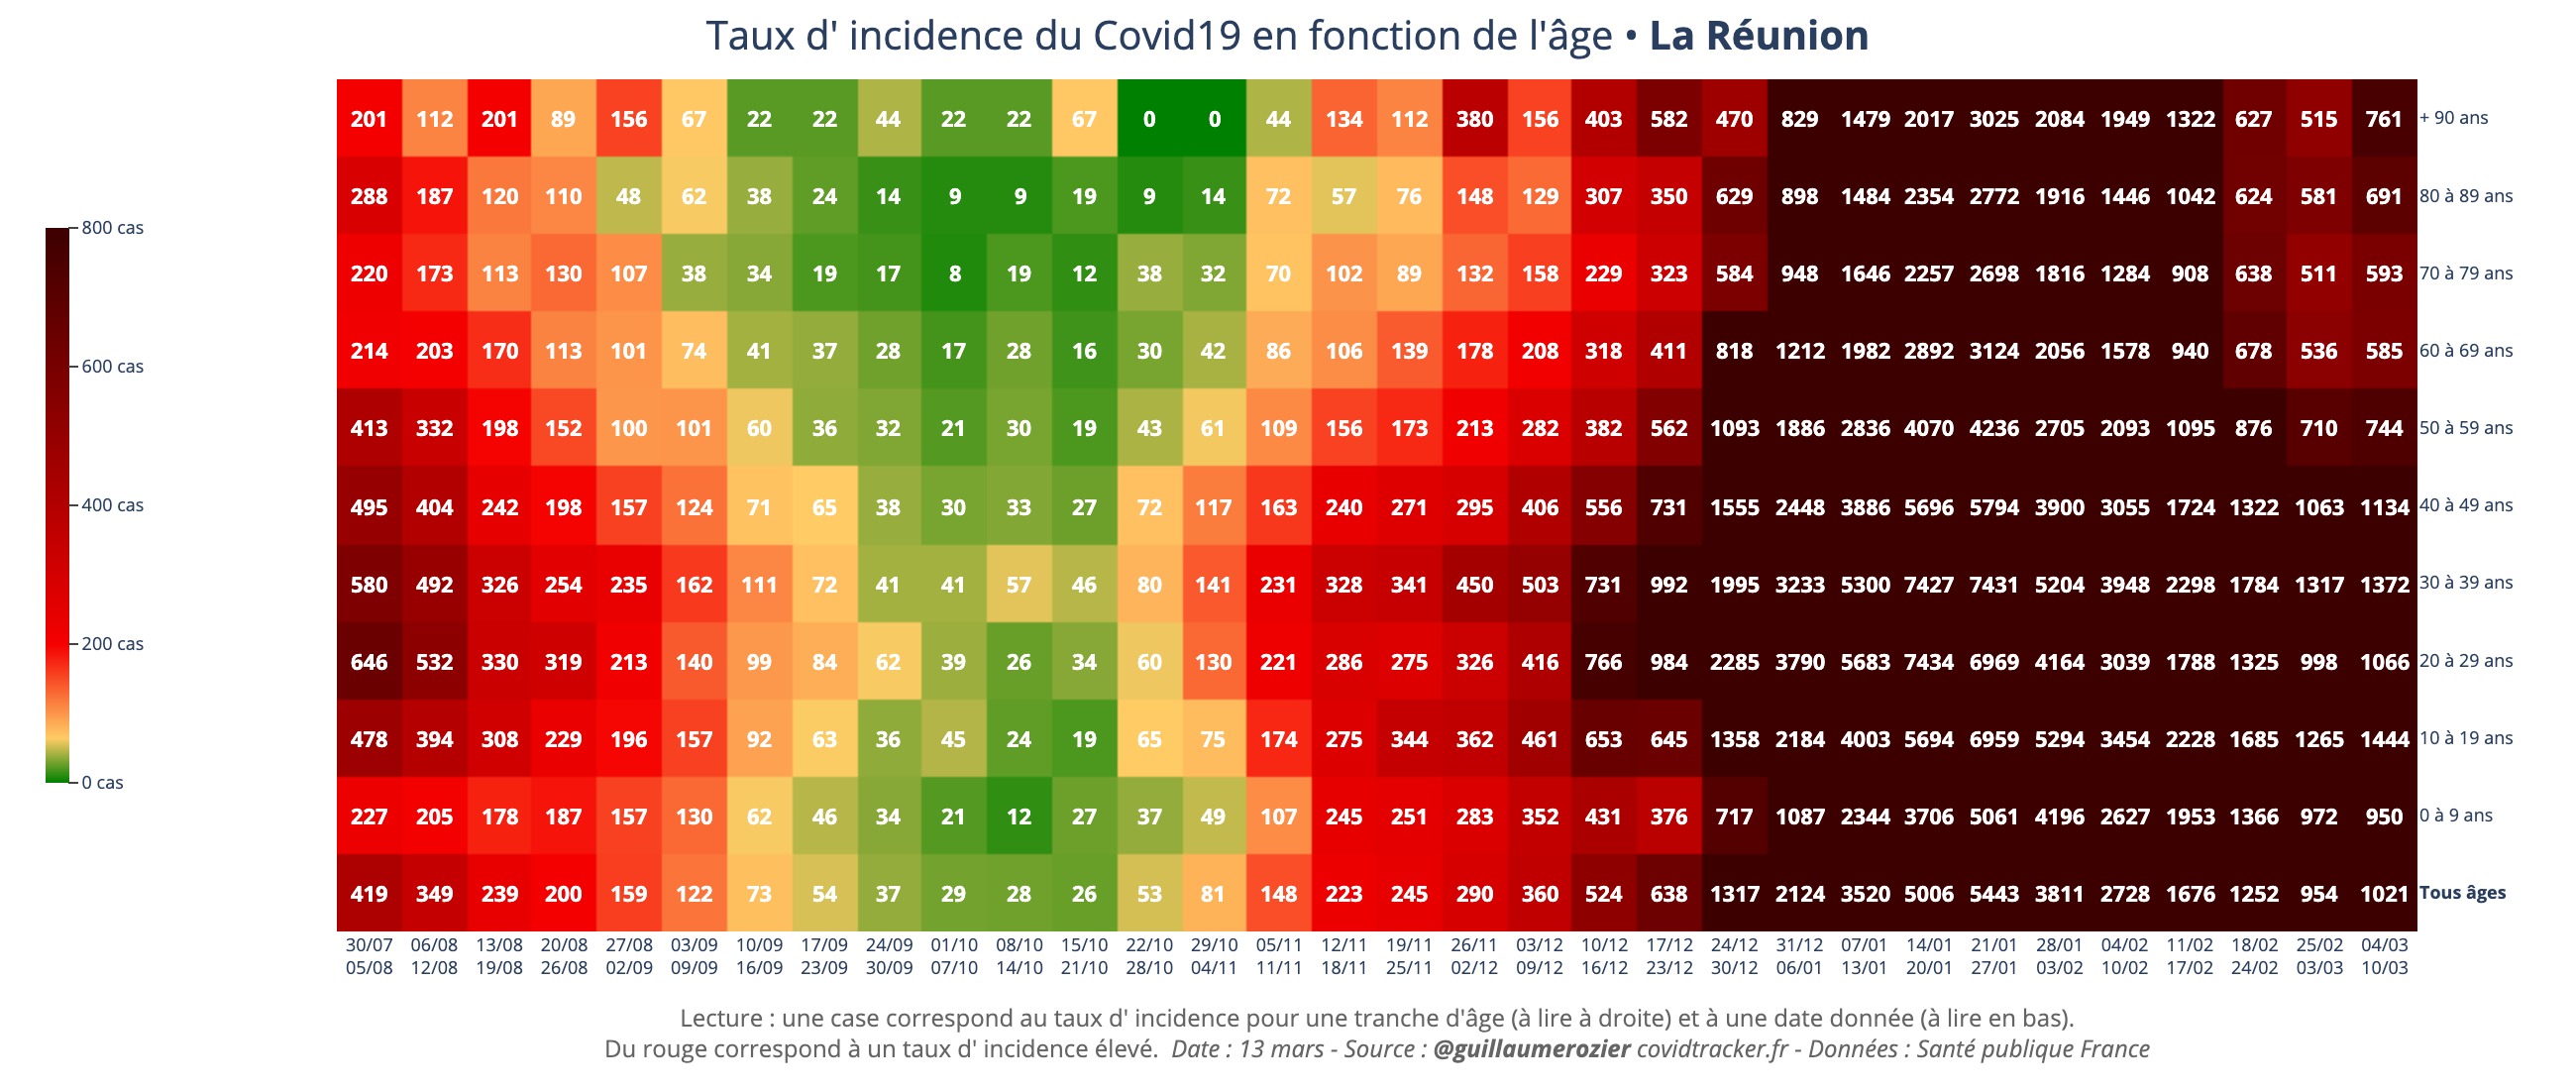 Taux d' incidence du Covid19 en fonction de l'âge • La Réunion
201 112 201 89 156 67 22 22 44 22 22 67 0 0 44 134 112 380 156 403 582 470 829 1479 2017 3025 2084 1949 1322 627 515 761 + 90 ans
288 187 120 110 48 62 38 24 14 9 9 19 9 14 72 57 76 148 129 307 350 629 898 1484 2354 2772 1916 1446 1042 624 581 691 80 à 89 ans
800 cas
220 173 113 130 107 38 34 19 17 8 19 12 38 32 70 102 89 132 158 229 323 584 948 1646 2257 2698 1816 1284 908 638 511 593 70 à 79 ans
214 203 170 113 101 74 41 37 28 17 28 16 30 42 86 106 139 178 208 318 411 818 1212 1982 2892 3124 2056 1578 940 678 536 585 60 à 69 ans
600 cas
413 332 198 152 100 101 60 36 32 21 30 19 43 61 109 156 173 213 282 382 562 1093 1886 2836 4070 4236 2705 2093 1095 876 710 744 50 à 59 ans
400 cas
495 404 242 198 157 124 71 65 38 30 33 27 72 117 163 240 271 295 406 556 731 1555 2448 3886 5696 5794 3900 3055 1724 1322 1063 1134 40 à 49 ans
580 492 326 254 235 162 111 72 41 41 57 46 80 141 231 328 341 450 503 731 992 1995 3233 5300 7427 7431 5204 3948 2298 1784 1317 1372 30 à 39 ans
200 cas
646 532 330 319 213 140 99 84 62 39 26 34 60 130 221 286 275 326 416 766 984 2285 3790 5683 7434 6969 4164 3039 1788 1325 998 1066 20 à 29 ans
478 394 308 229 196 157 92 63 36 45 24 19 65 75 174 275 344 362 461 653 645 1358 2184 4003 5694 6959 5294 3454 2228 1685 1265 1444 10 à 19 ans
0 cas
227 205 178 187 157 130 62 46 34 21 12 27 37 49 107 245 251 283 352 431 376 717 1087 2344 3706 5061 4196 2627 1953 1366 972 950 0 à 9 ans
419 349 239 200 159 122 73 54 37 29 28 26 53 81 148 223 245 290 360 524 638 1317 2124 3520 5006 5443 3811 2728 1676 1252 954 1021 Tous âges
30/07 06/08 13/08 20/08 27/08 03/09 10/09 17/09 24/09 01/10 08/10 15/10 22/10 29/10 05/11 12/11 19/11 26/11 03/12 10/12 17/12 24/12 31/12 07/01 14/01 21/01 28/01 04/02 11/02 18/02 25/02 04/03
05/08 12/08 19/08 26/08 02/09 09/09 16/09 23/09 30/09 07/10 14/10 21/10 28/10 04/11 11/11 18/11 25/11 02/12 09/12 16/12 23/12 30/12 06/01 13/01 20/01 27/01 03/02 10/02 17/02 24/02 03/03 10/03
Lecture : une case correspond au taux d' incidence pour une tranche d'âge (à lire à droite) et à une date donnée (à lire en bas).
Du rouge correspond à un taux d' incidence élevé. Date : 13 mars - Source : @guillaumerozier covidtracker.fr - Données : Santé publique France